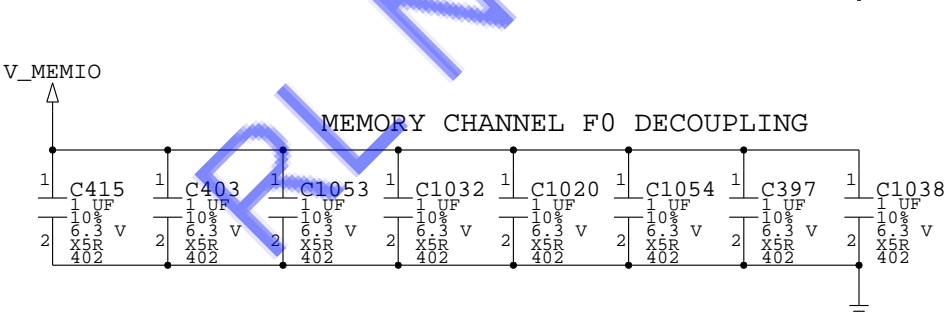 V_MEMIO
MEMORY CHANNEL F0 DECOUPLING
1 C415
1 UF
10%
6.3 V
2 X5R
402
1 C403
1 UF
10%
6.3 V
2 X5R
402
1 C1053
1 UF
10%
6.3 V
2 X5R
402
1 C1032
1 UF
10%
6.3 V
2 X5R
402
1 C1020
1 UF
10%
6.3 V
2 X5R
402
1 C1054
1 UF
10%
6.3 V
2 X5R
402
1 C397
1 UF
10%
6.3 V
2 X5R
402
1 C1038
1 UF
10%
6.3 V
2 X5R
402
RL N